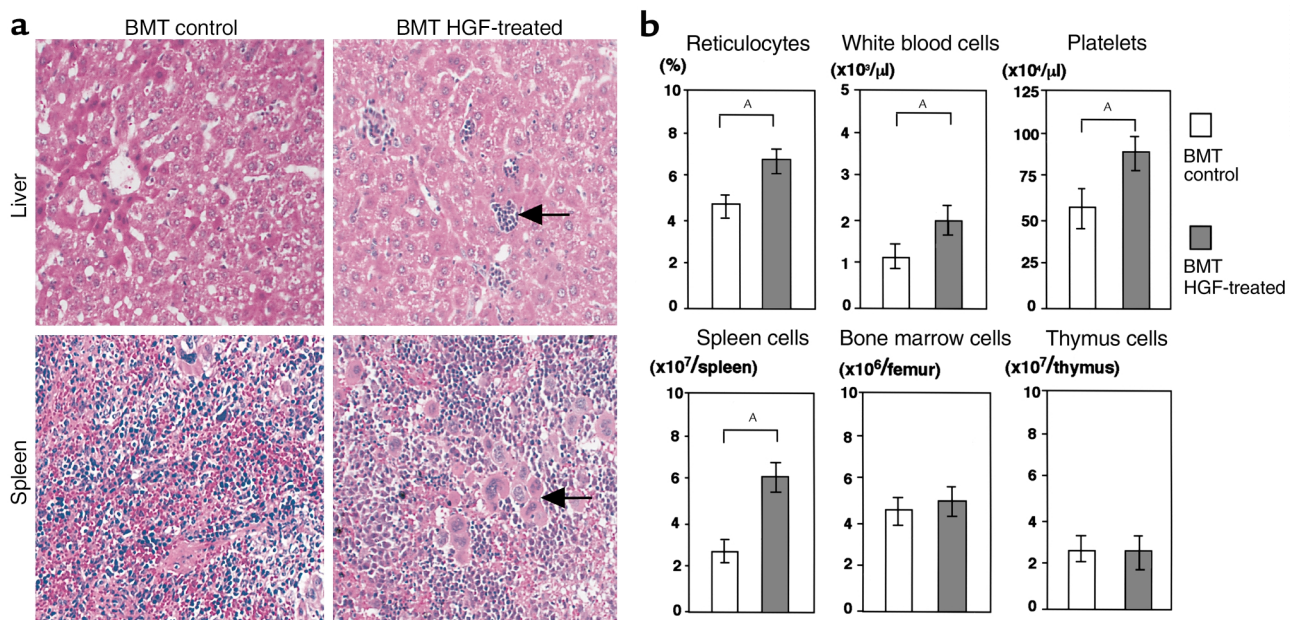 a
BMT control
BMT HGF-treated
Liver
Spleen
b
Reticulocytes
(%)
10
8
6
4
2
0
A
White blood cells
(x10³/μl)
5
4
3
2
1
0
A
Platelets
(x10⁴/μl)
125
100
75
50
25
0
A
BMT
control
BMT
HGF-treated
Spleen cells
(x10⁷/spleen)
10
8
6
4
2
0
A
Bone marrow cells
(x10⁶/femur)
10
8
6
4
2
0
Thymus cells
(x10⁷/thymus)
10
8
6
4
2
0